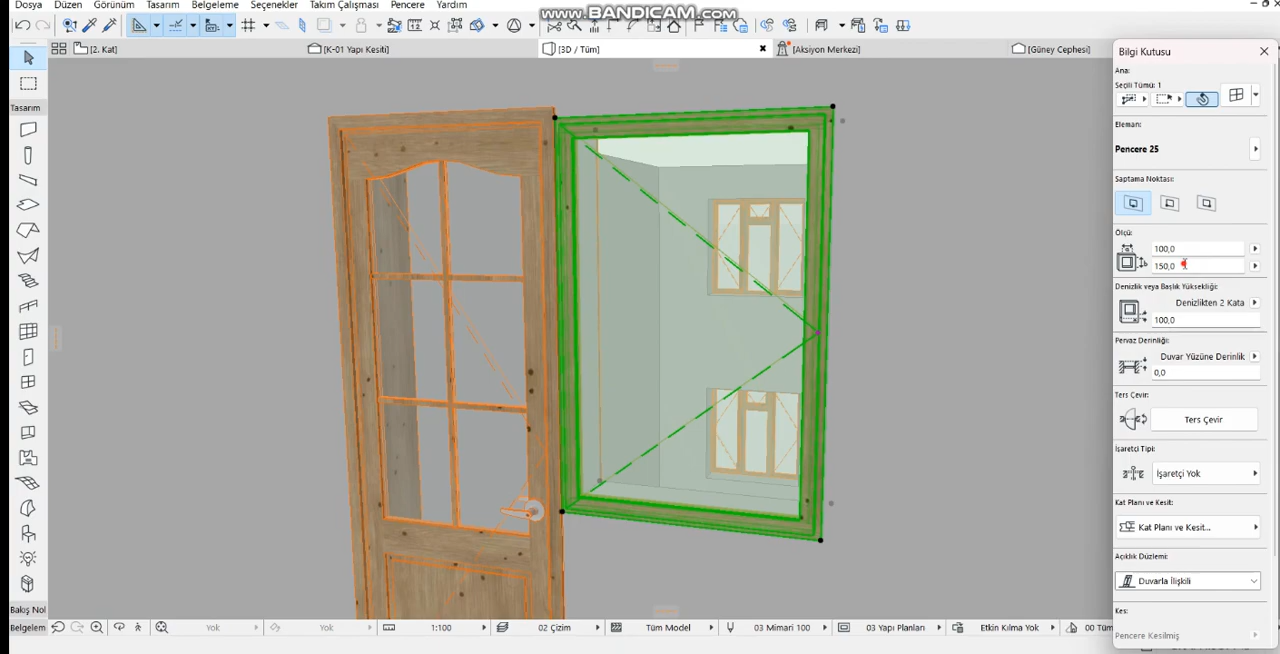 Dosya Düzen Görünüm Tasarım Belgeleme Seçenekler Takım Çalışması Pencere Yardım
www.BANDICAM.com
[2. Kat] [K-01 Yapı Kesiti] [3D / Tüm] [Aksiyon Merkezi] [Güney Cephesi]
Bilgi Kutusu
Ana:
Seçili Tümü: 1
Tasarım
Eleman:
Pencere 25
Saptama Noktası:
Ölçü:
100,0
150,0
Denizlik veya Başlık Yüksekliği:
Denizlikten 2 Kata
100,0
Pervaz Derinliği:
Duvar Yüzüne Derinlik
0,0
Ters Çevir:
Ters Çevir
İşaretçi Tipi:
İşaretçi Yok
Kat Planı ve Kesit:
Kat Planı ve Kesit...
Açıklık Düzlemi:
Duvarla İlişkili
Kes:
Pencere Kesilmiş
Bakış Nol
Belgelem
Yok Yok 1:100 02 Çizim Tüm Model 03 Mimari 100 03 Yapı Planları Etkin Kılma Yok 00 Tüm